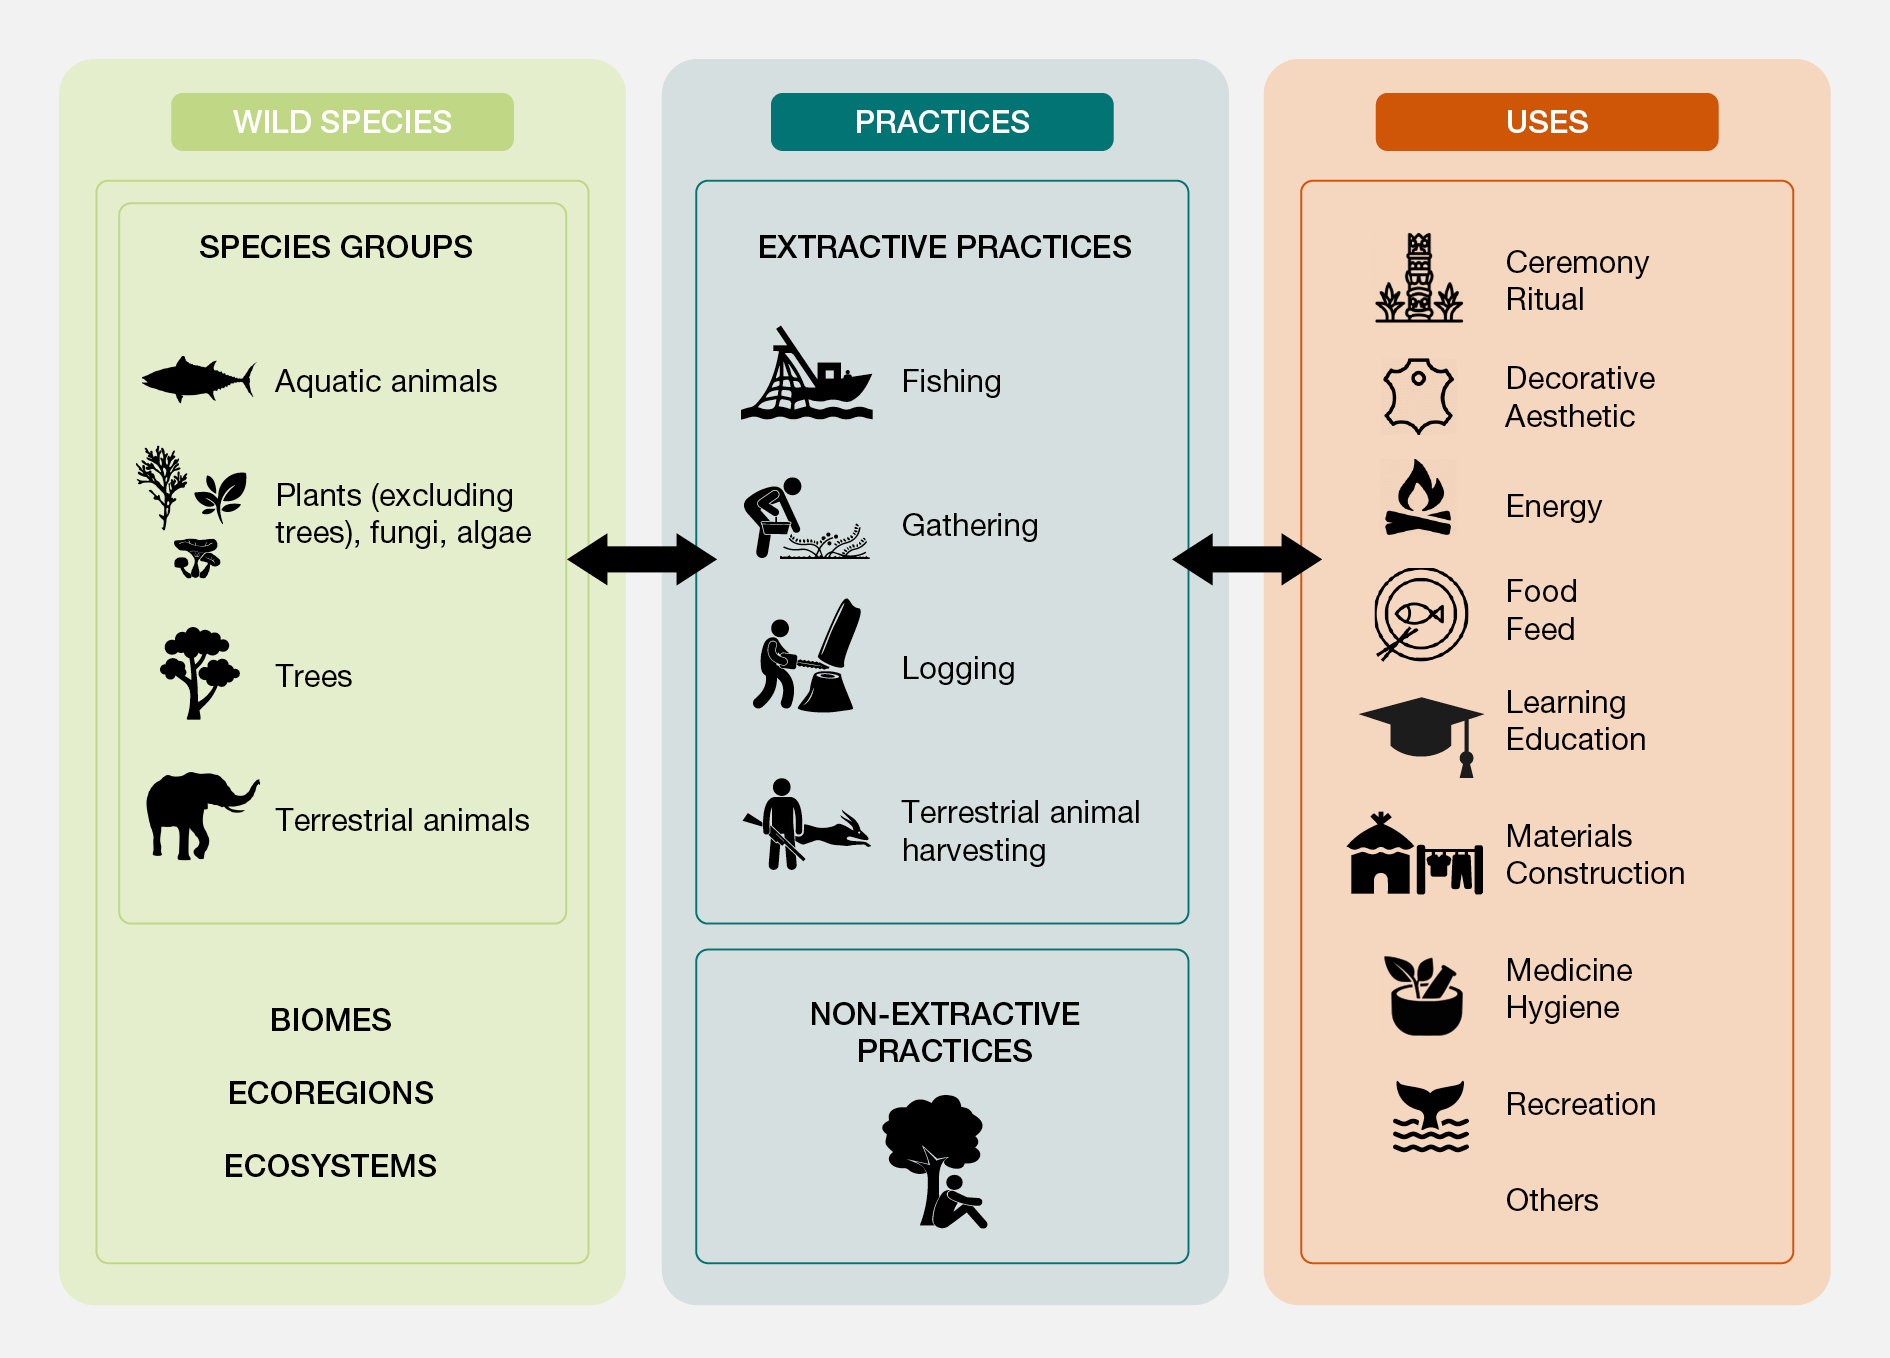 WILD SPECIES
SPECIES GROUPS
Aquatic animals
Plants (excluding
trees), fungi, algae
Trees
Terrestrial animals
BIOMES
ECOREGIONS
ECOSYSTEMS
PRACTICES
EXTRACTIVE PRACTICES
Fishing
Gathering
Logging
Terrestrial animal
harvesting
NON-EXTRACTIVE
PRACTICES
USES
Ceremony
Ritual
Decorative
Aesthetic
Energy
Food
Feed
Learning
Education
Materials
Construction
Medicine
Hygiene
Recreation
Others